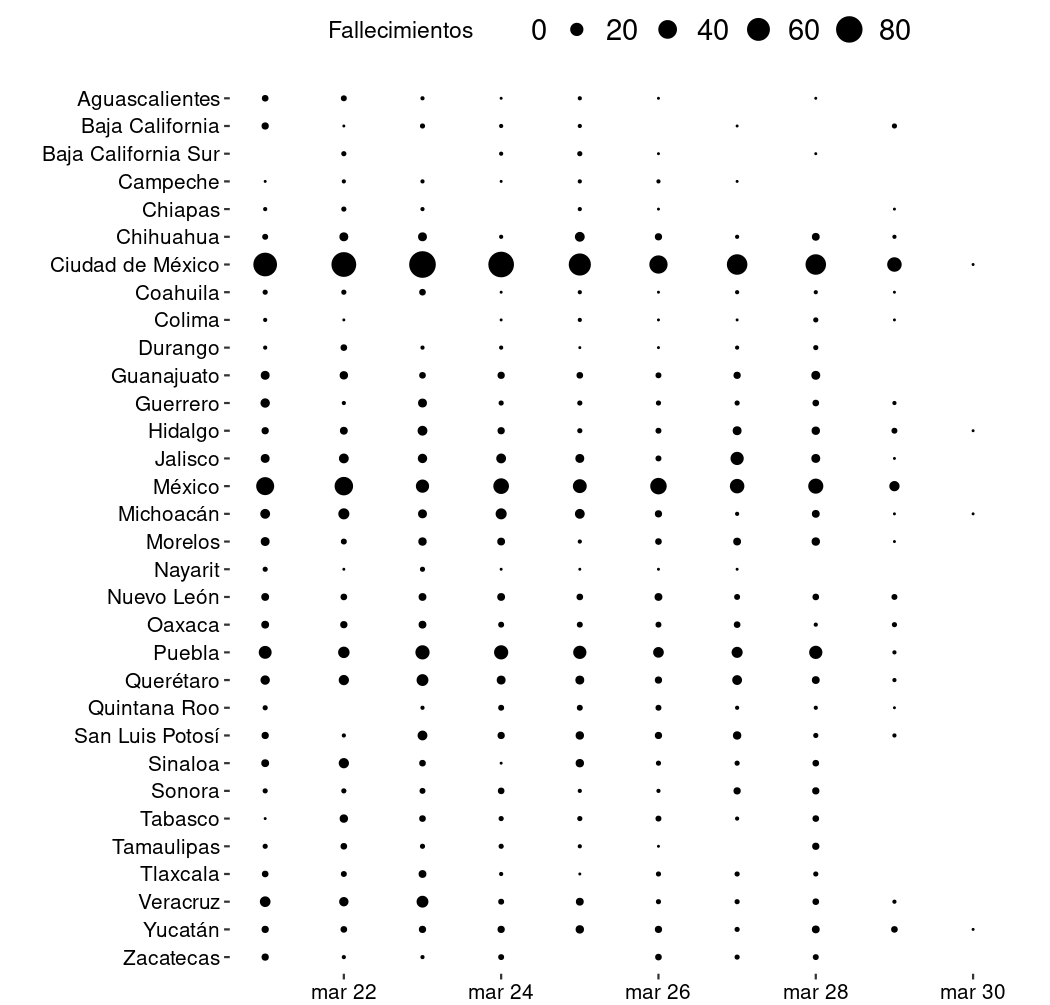 Fallecimientos 0 20 40 60 80
Aguascalientes
Baja California
Baja California Sur
Campeche
Chiapas
Chihuahua
Ciudad de México
Coahuila
Colima
Durango
Guanajuato
Guerrero
Hidalgo
Jalisco
México
Michoacán
Morelos
Nayarit
Nuevo León
Oaxaca
Puebla
Querétaro
Quintana Roo
San Luis Potosí
Sinaloa
Sonora
Tabasco
Tamaulipas
Tlaxcala
Veracruz
Yucatán
Zacatecas
mar 22 mar 24 mar 26 mar 28 mar 30